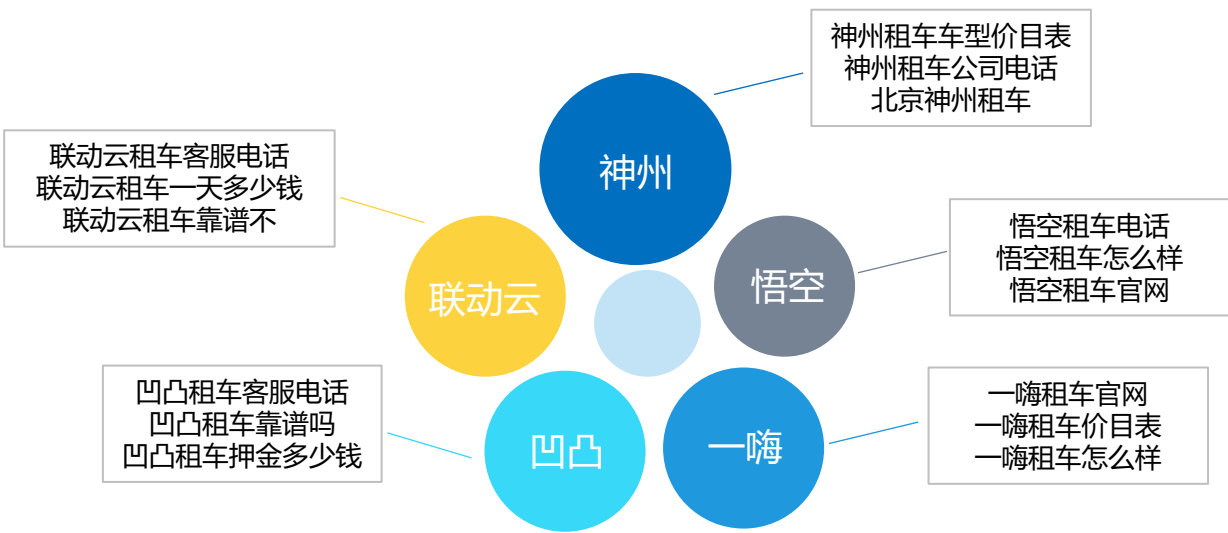 神州租车车型价目表
神州租车公司电话
北京神州租车
神州
联动云租车客服电话
联动云租车一天多少钱
联动云租车靠谱不
联动云
悟空
悟空租车电话
悟空租车怎么样
悟空租车官网
凹凸租车客服电话
凹凸租车靠谱吗
凹凸租车押金多少钱
凹凸
一嗨
一嗨租车官网
一嗨租车价目表
一嗨租车怎么样